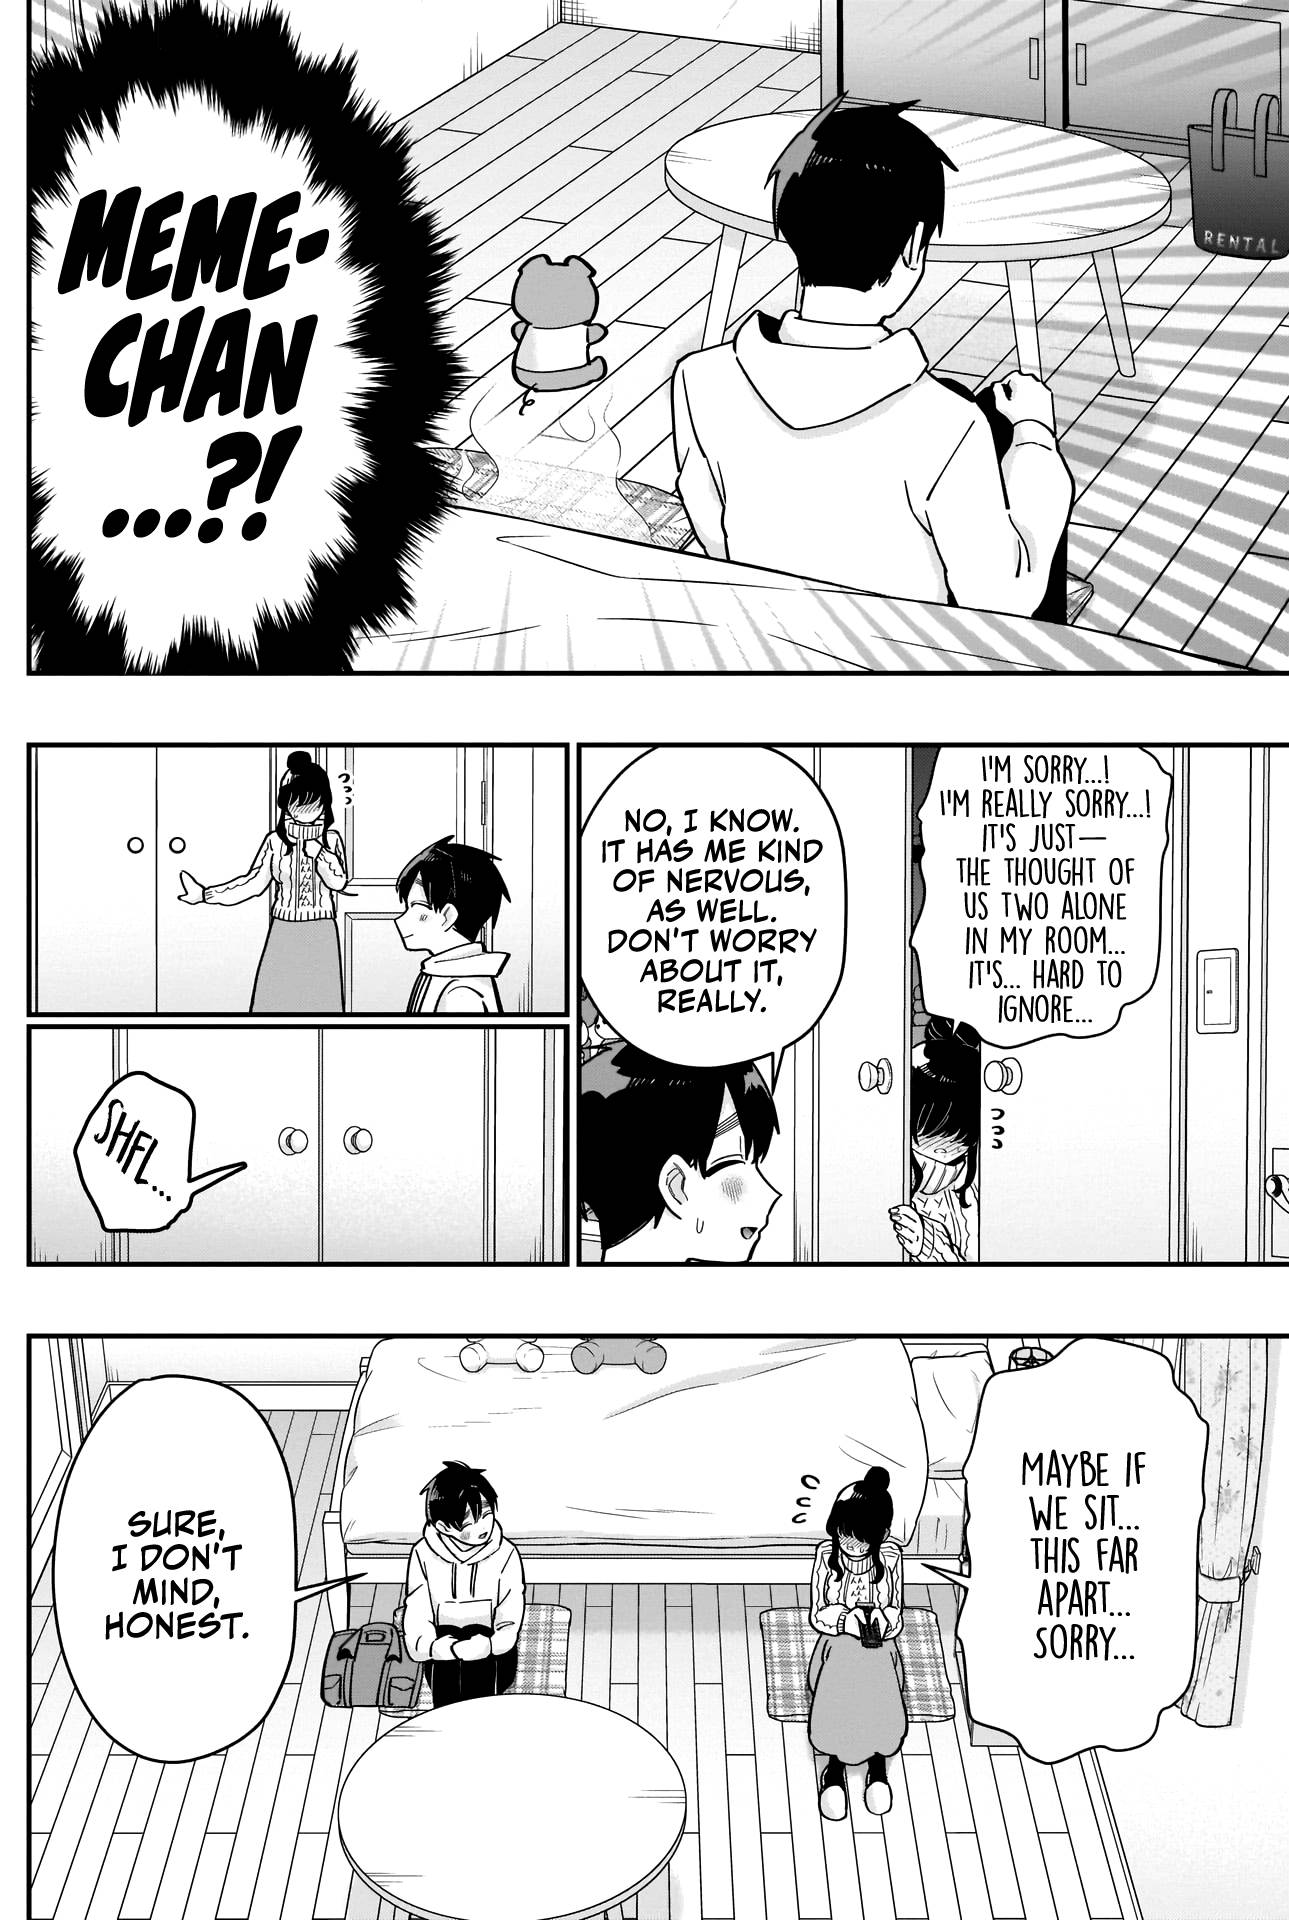 RENTAL
MEME-
CHAN
...?!
I'M SORRY...!
I'M REALLY SORRY...!
IT'S JUST—
THE THOUGHT OF
US TWO ALONE
IN MY ROOM...
IT'S... HARD TO
IGNORE...
NO, I KNOW.
IT HAS ME KIND
OF NERVOUS,
AS WELL.
DON'T WORRY
ABOUT IT,
REALLY.
SHFL...
MAYBE IF
WE SIT...
THIS FAR
APART...
SORRY...
SURE,
I DON'T
MIND,
HONEST.